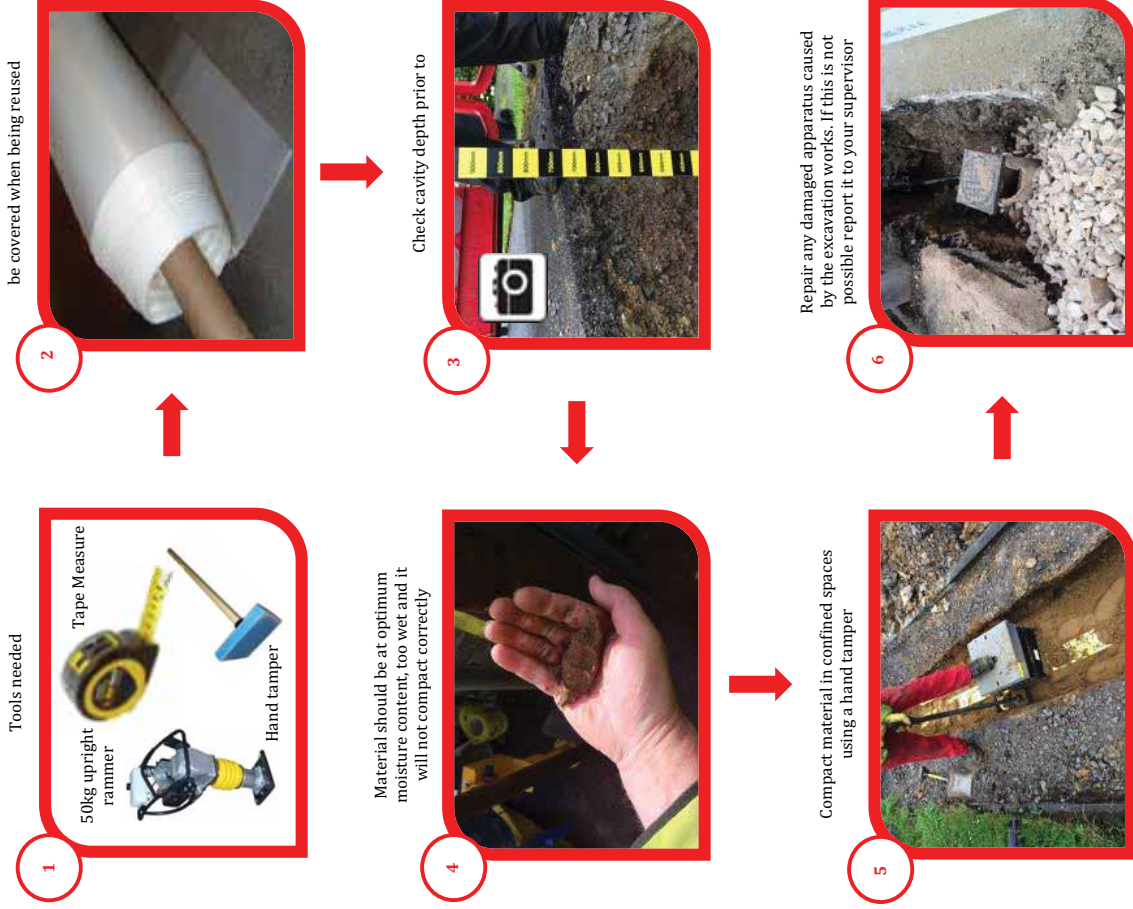 1
Tools needed
50kg upright
rammer
Tape Measure
Hand tamper
2
be covered when being reused
3
Check cavity depth prior to
4
Material should be at optimum
moisture content, too wet and it
will not compact correctly
5
Compact material in confined spaces
using a hand tamper
6
Repair any damaged apparatus caused
by the excavation works. If this is not
possible report it to your supervisor